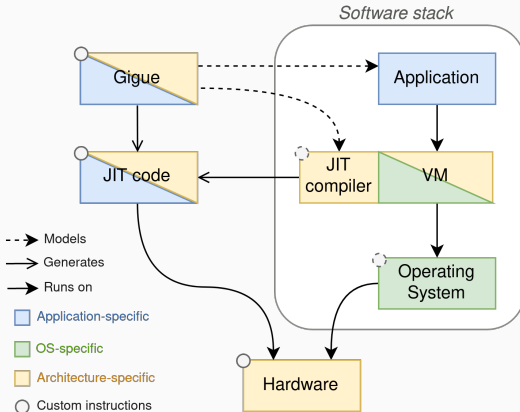 Software stack
Gigue
Application
JIT code
JIT
compiler
VM
Models
Generates
Runs on
Operating
System
Application-specific
OS-specific
Architecture-specific
Hardware
Custom instructions